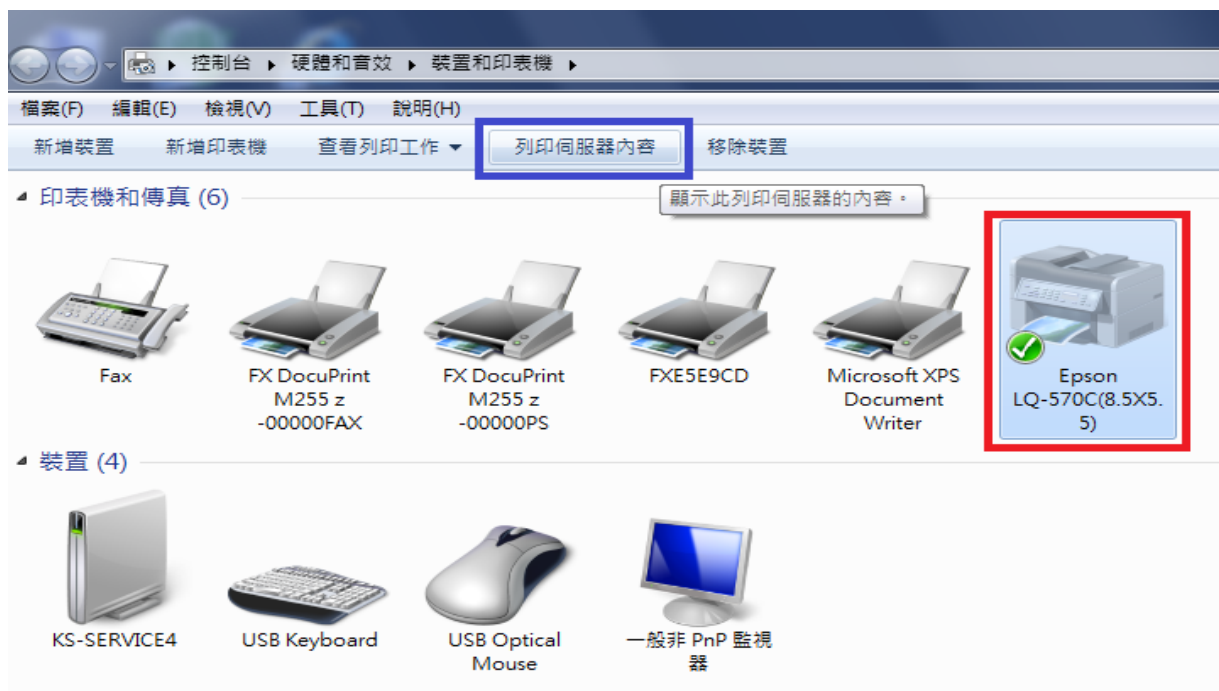 控制台 ▸ 硬體和音效 ▸ 裝置和印表機 ▸
檔案(F) 編輯(E) 檢視(V) 工具(T) 說明(H)
新增裝置 新增印表機 查看列印工作 列印伺服器內容 移除裝置
印表機和傳真 (6)
顯示此列印伺服器的內容。
Fax
FX DocuPrint
M255 z
-00000FAX
FX DocuPrint
M255 z
-00000PS
FXE5E9CD
Microsoft XPS
Document
Writer
Epson
LQ-570C(8.5X5.
5)
裝置 (4)
KS-SERVICE4
USB Keyboard
USB Optical
Mouse
一般非 PnP 監視
器